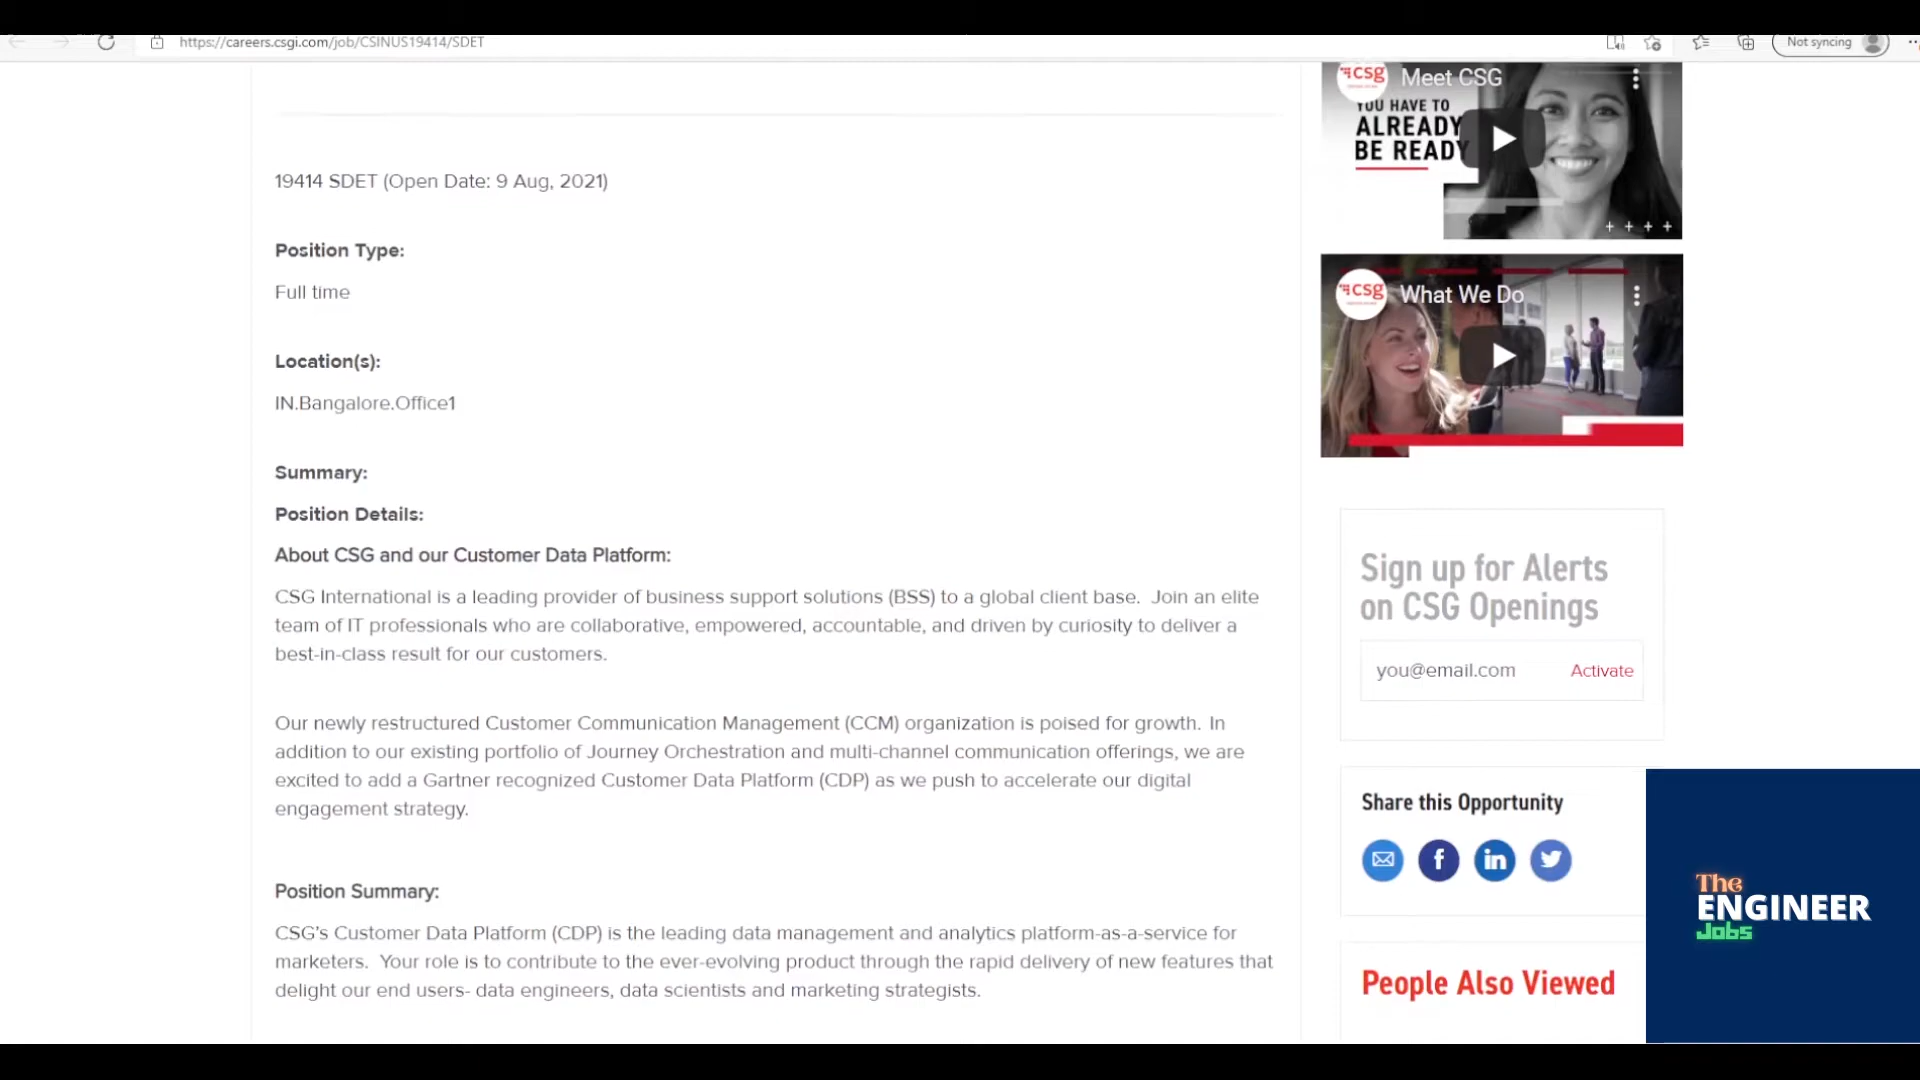 https://careers.csgi.com/job/CSINUS19414/SDET
Not syncing
19414 SDET (Open Date: 9 Aug, 2021)
Position Type:
Full time
Location(s):
IN.Bangalore.Office1
Summary:
Position Details:
About CSG and our Customer Data Platform:
CSG International is a leading provider of business support solutions (BSS) to a global client base. Join an elite
team of IT professionals who are collaborative, empowered, accountable, and driven by curiosity to deliver a
best-in-class result for our customers.
Our newly restructured Customer Communication Management (CCM) organization is poised for growth. In
addition to our existing portfolio of Journey Orchestration and multi-channel communication offerings, we are
excited to add a Gartner recognized Customer Data Platform (CDP) as we push to accelerate our digital
engagement strategy.
Position Summary:
CSG's Customer Data Platform (CDP) is the leading data management and analytics platform-as-a-service for
marketers. Your role is to contribute to the ever-evolving product through the rapid delivery of new features that
delight our end users- data engineers, data scientists and marketing strategists.
csg
Meet CSG
YOU HAVE TO
ALREADY
BE READY
csg
What We Do
Sign up for Alerts
on CSG Openings
you@email.com
Activate
Share this Opportunity
f
in
People Also Viewed
The
ENGINEER
Jobs